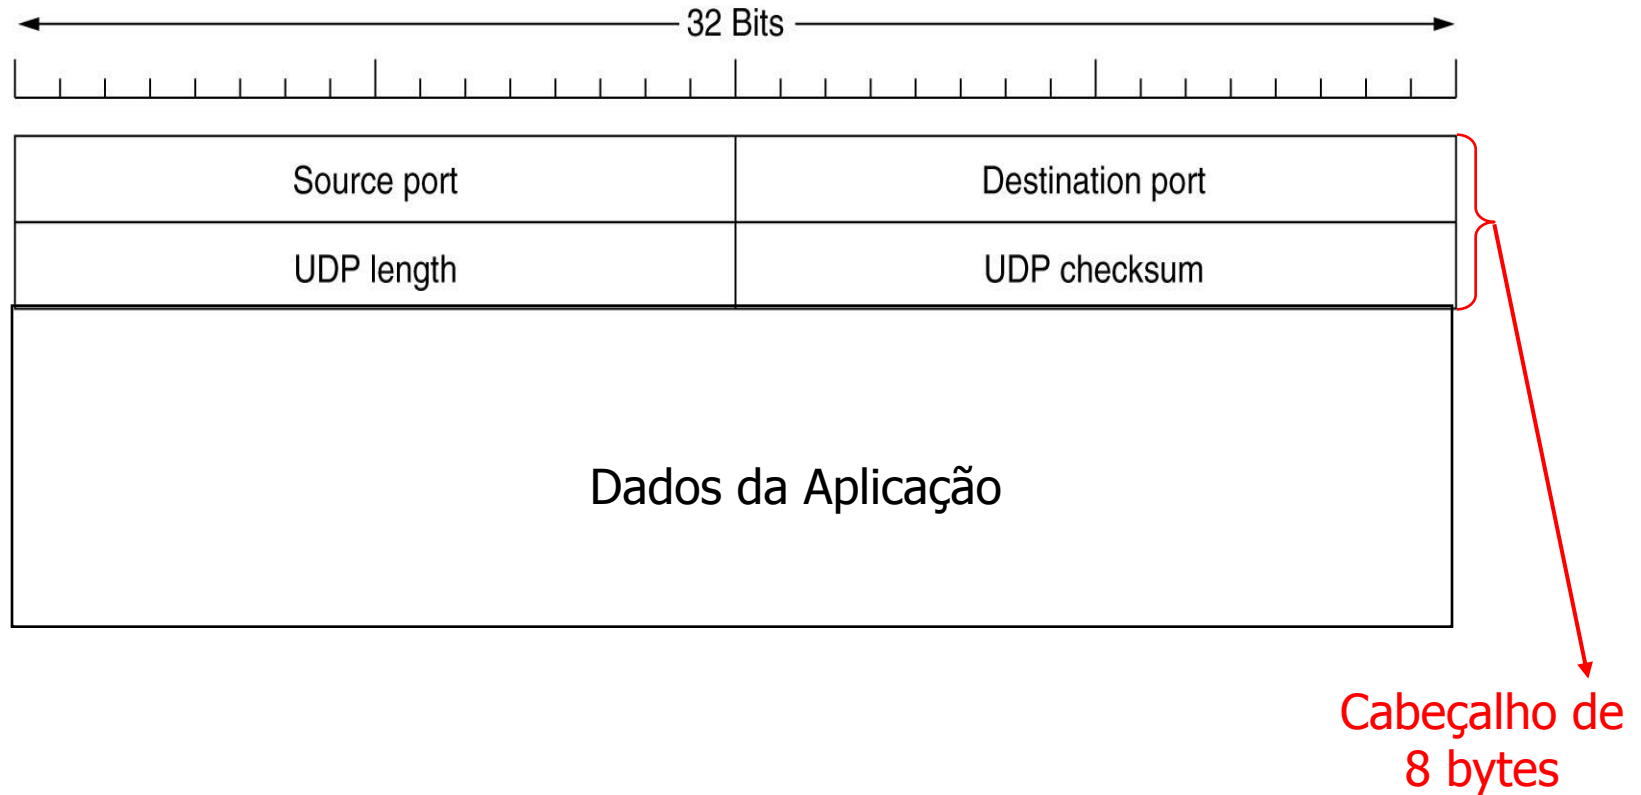 32 Bits
Source port
Destination port
UDP length
UDP checksum
Dados da Aplicação
Cabeçalho de
8 bytes